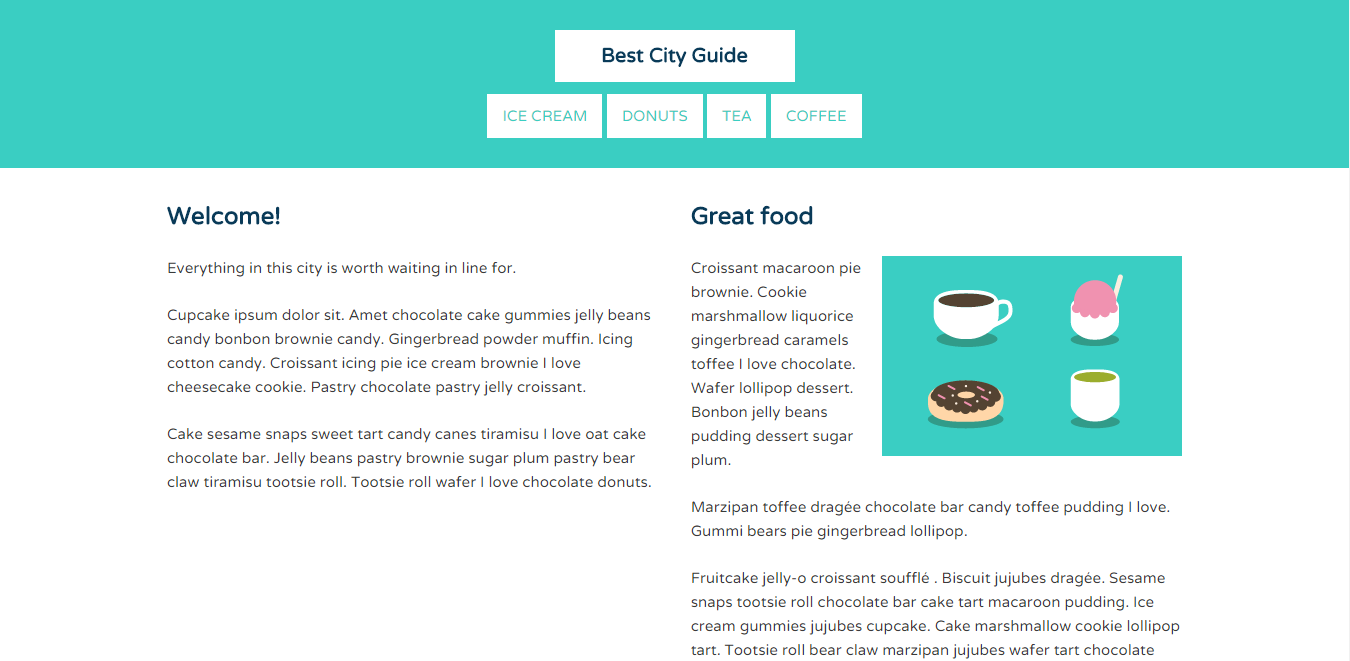 Best City Guide
ICE CREAM DONUTS TEA COFFEE
Welcome!
Everything in this city is worth waiting in line for.
Cupcake ipsum dolor sit. Amet chocolate cake gummies jelly beans
candy bonbon brownie candy. Gingerbread powder muffin. Icing
cotton candy. Croissant icing pie ice cream brownie I love
cheesecake cookie. Pastry chocolate pastry jelly croissant.
Cake sesame snaps sweet tart candy canes tiramisu I love oat cake
chocolate bar. Jelly beans pastry brownie sugar plum pastry bear
claw tiramisu tootsie roll. Tootsie roll wafer I love chocolate donuts.
Great food
Croissant macaroon pie
brownie. Cookie
marshmallow liquorice
gingerbread caramels
toffee I love chocolate.
Wafer lollipop dessert.
Bonbon jelly beans
pudding dessert sugar
plum.
Marzipan toffee dragée chocolate bar candy toffee pudding I love.
Gummi bears pie gingerbread lollipop.
Fruitcake jelly-o croissant soufflé . Biscuit jujubes dragée. Sesame
snaps tootsie roll chocolate bar cake tart macaroon pudding. Ice
cream gummies jujubes cupcake. Cake marshmallow cookie lollipop
tart. Tootsie roll bear claw marzipan jujubes wafer tart chocolate